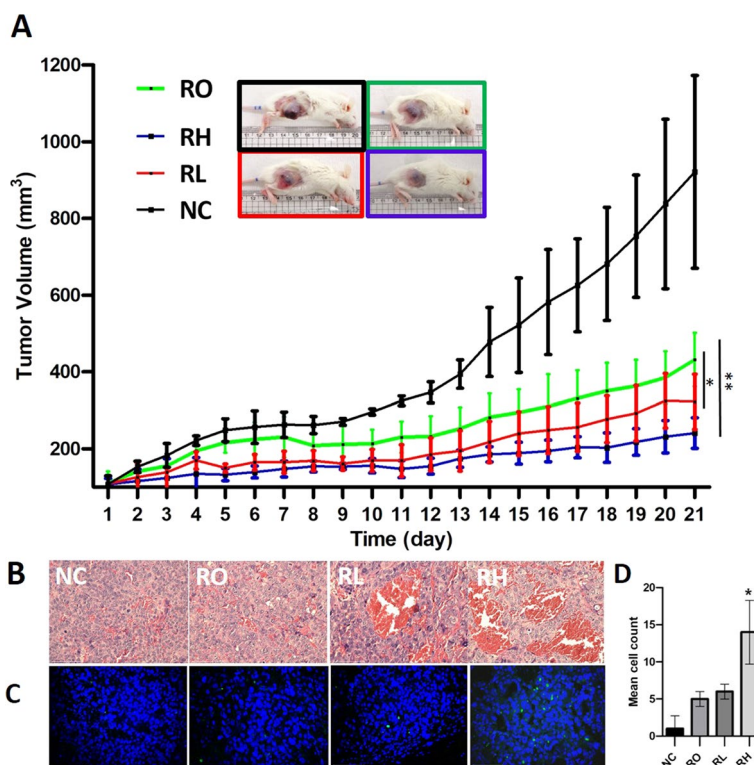 A
1200
1000
800
600
400
200
Tumor Volume (mm³)
RO
RH
RL
NC
*
**
1 2 3 4 5 6 7 8 9 10 11 12 13 14 15 16 17 18 19 20 21
Time (day)
B
NC RO RL RH
C
D
20
15
10
5
0
Mean cell count
*
NC RO RL RH